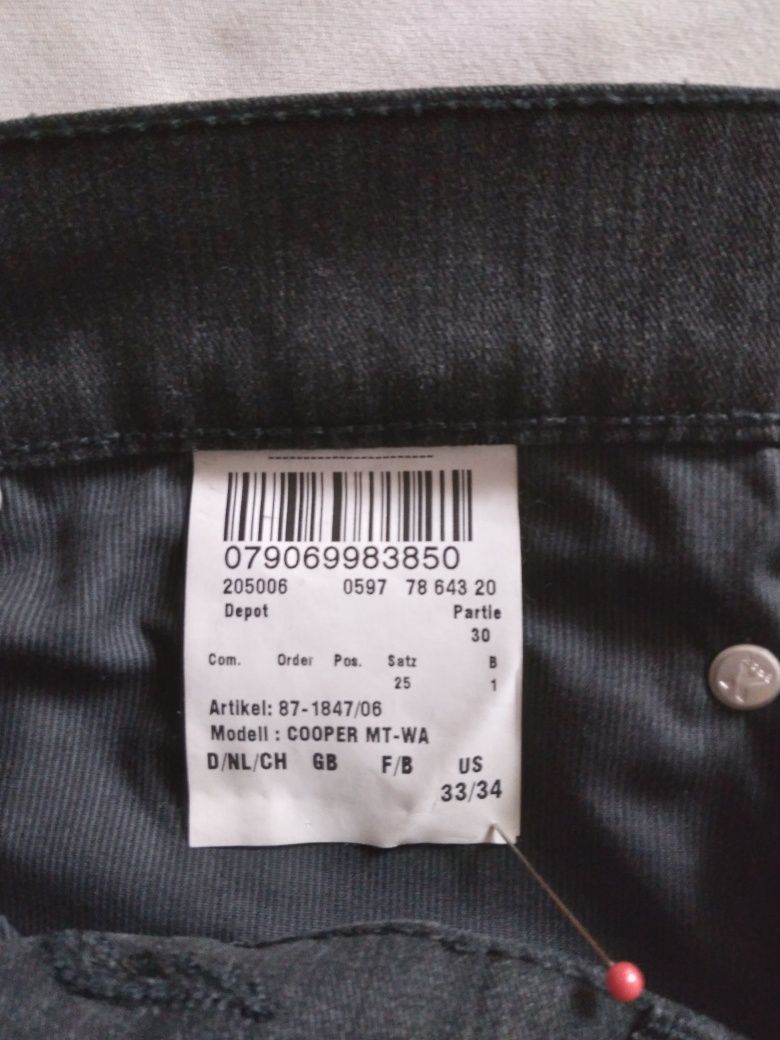 079069983850
205006 0597 78 643 20
Depot Partie
30
Com. Order Pos. Satz B
25 1
Artikel: 87-1847/06
Modell : COOPER MT-WA
D/NL/CH GB F/B US
33/34